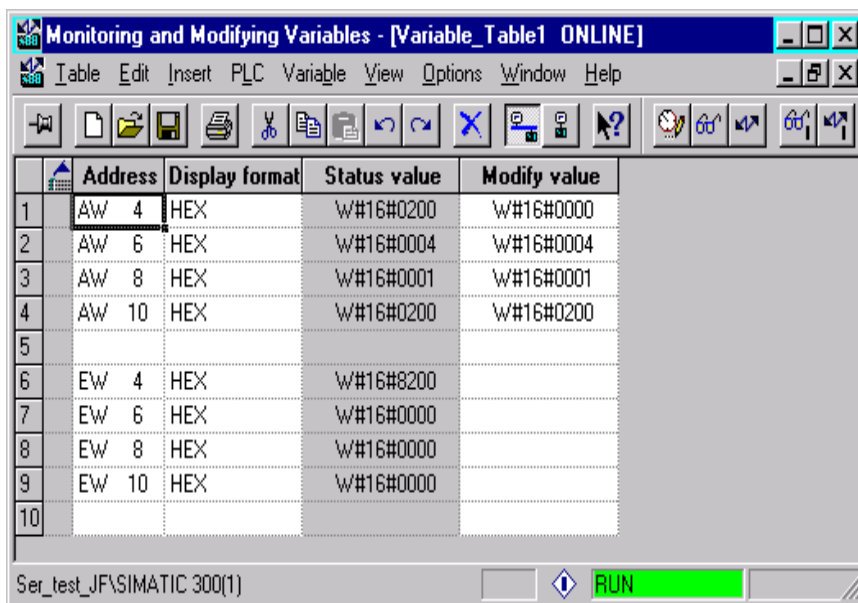 Monitoring and Modifying Variables - [Variable_Table1 ONLINE]
Table Edit Insert PLC Variable View Options Window Help
Address Display format Status value Modify value
1 AW 4 HEX W#16#0200 W#16#0000
2 AW 6 HEX W#16#0004 W#16#0004
3 AW 8 HEX W#16#0001 W#16#0001
4 AW 10 HEX W#16#0200 W#16#0200
5
6 EW 4 HEX W#16#8200
7 EW 6 HEX W#16#0000
8 EW 8 HEX W#16#0000
9 EW 10 HEX W#16#0000
10
Ser_test_JF\SIMATIC 300(1) RUN